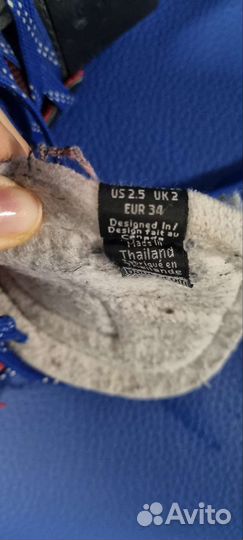 US 2.5 UK 2
EUR 34
Designed In/
Design fait au
Canada
Made in
Thailand
Fabriqué en
Thaïlande
Avito